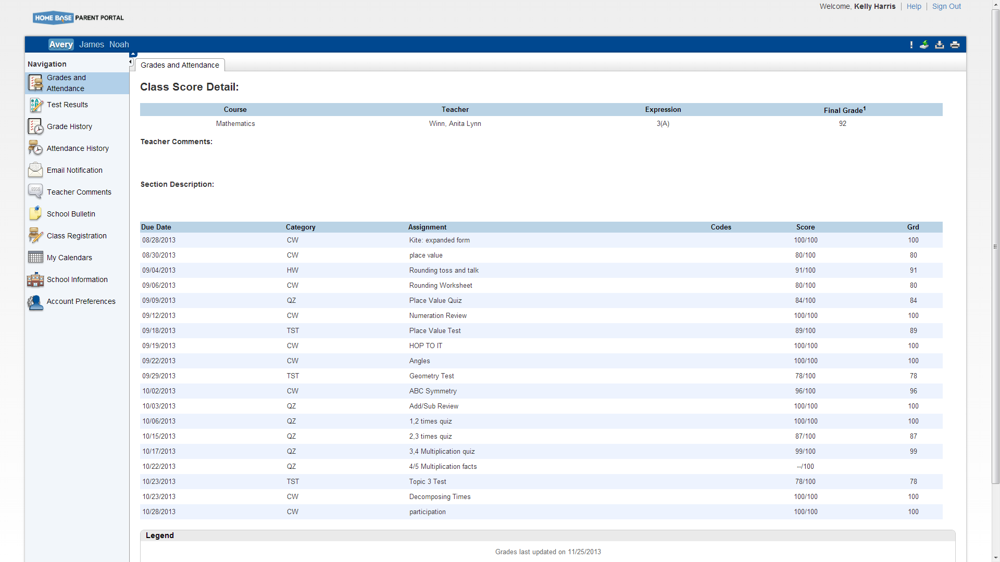 Welcome, Kelly Harris | Help | Sign Out
HOME BASE PARENT PORTAL
Avery James Noah
Navigation
Grades and Attendance
Grades and
Attendance
Test Results
Grade History
Attendance History
Email Notification
Teacher Comments
School Bulletin
Class Registration
My Calendars
School Information
Account Preferences
Class Score Detail:
Course Teacher Expression Final Grade1
Mathematics Winn, Anita Lynn 3(A) 92
Teacher Comments:
Section Description:
Due Date Category Assignment Codes Score Grd
08/28/2013 CW Kite: expanded form 100/100 100
08/30/2013 CW place value 80/100 80
09/04/2013 HW Rounding toss and talk 91/100 91
09/06/2013 CW Rounding Worksheet 80/100 80
09/09/2013 QZ Place Value Quiz 84/100 84
09/12/2013 CW Numeration Review 100/100 100
09/18/2013 TST Place Value Test 89/100 89
09/19/2013 CW HOP TO IT 100/100 100
09/22/2013 CW Angles 100/100 100
09/29/2013 TST Geometry Test 78/100 78
10/02/2013 CW ABC Symmetry 96/100 96
10/03/2013 QZ Add/Sub Review 100/100 100
10/06/2013 QZ 1,2 times quiz 100/100 100
10/15/2013 QZ 2,3 times quiz 87/100 87
10/17/2013 QZ 3,4 Multiplication quiz 99/100 99
10/22/2013 QZ 4/5 Multiplication facts --/100
10/23/2013 TST Topic 3 Test 78/100 78
10/23/2013 CW Decomposing Times 100/100 100
10/28/2013 CW participation 100/100 100
Legend
Grades last updated on 11/25/2013